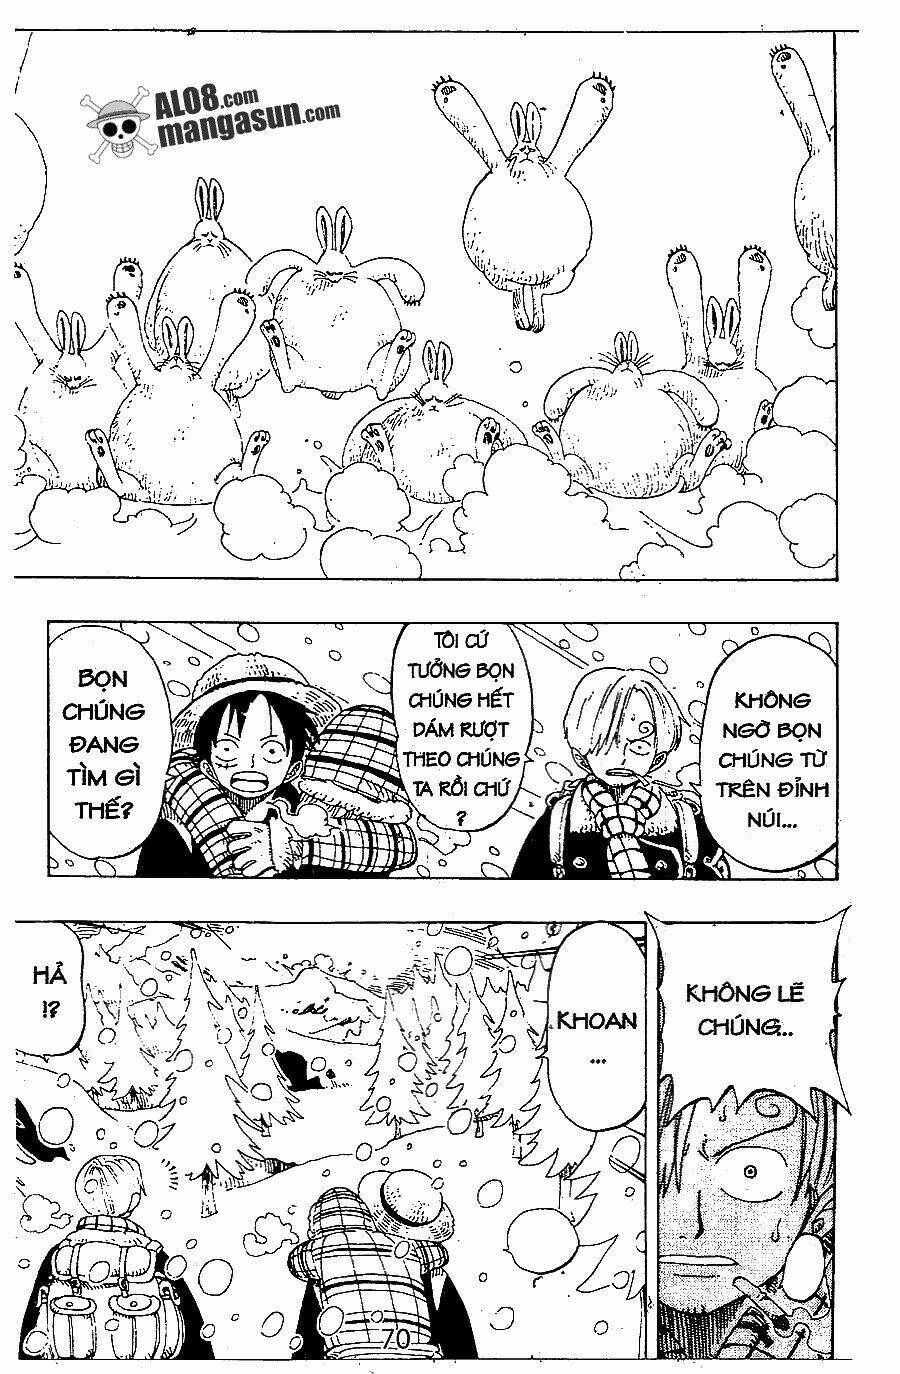 AL08.com
mangasun.com
KHÔNG
NGỜ BỌN
CHÚNG TỪ
TRÊN ĐỈNH
NÚI...
TÔI CỨ
TƯỞNG BỌN
CHÚNG HẾT
DÁM RƯỢT
THEO CHÚNG
TA RỒI CHỨ
?
BỌN
CHÚNG
ĐANG
TÌM GÌ
THẾ?
KHÔNG LẼ
CHÚNG...
KHOAN
...
HẢ
!?
70